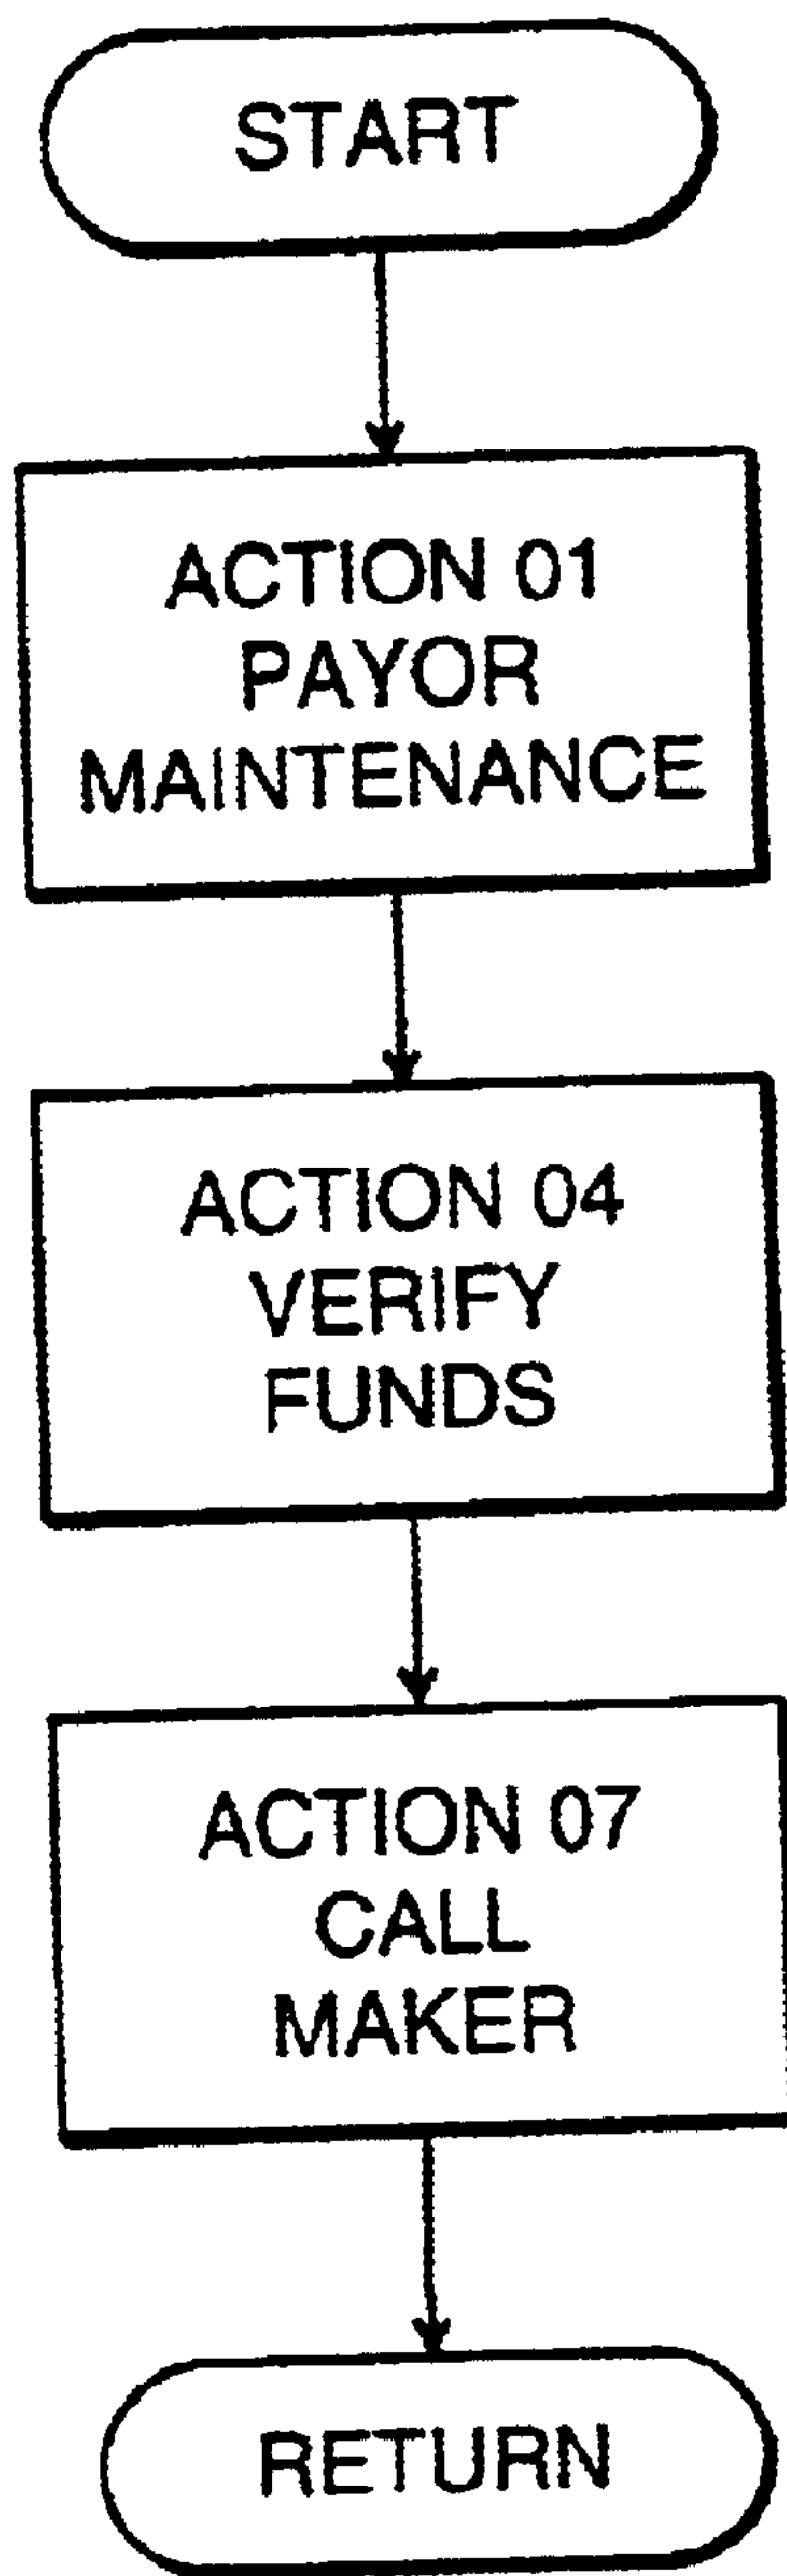 START
ACTION 01
PAYOR
MAINTENANCE
ACTION 04
VERIFY
FUNDS
ACTION 07
CALL
MAKER
RETURN